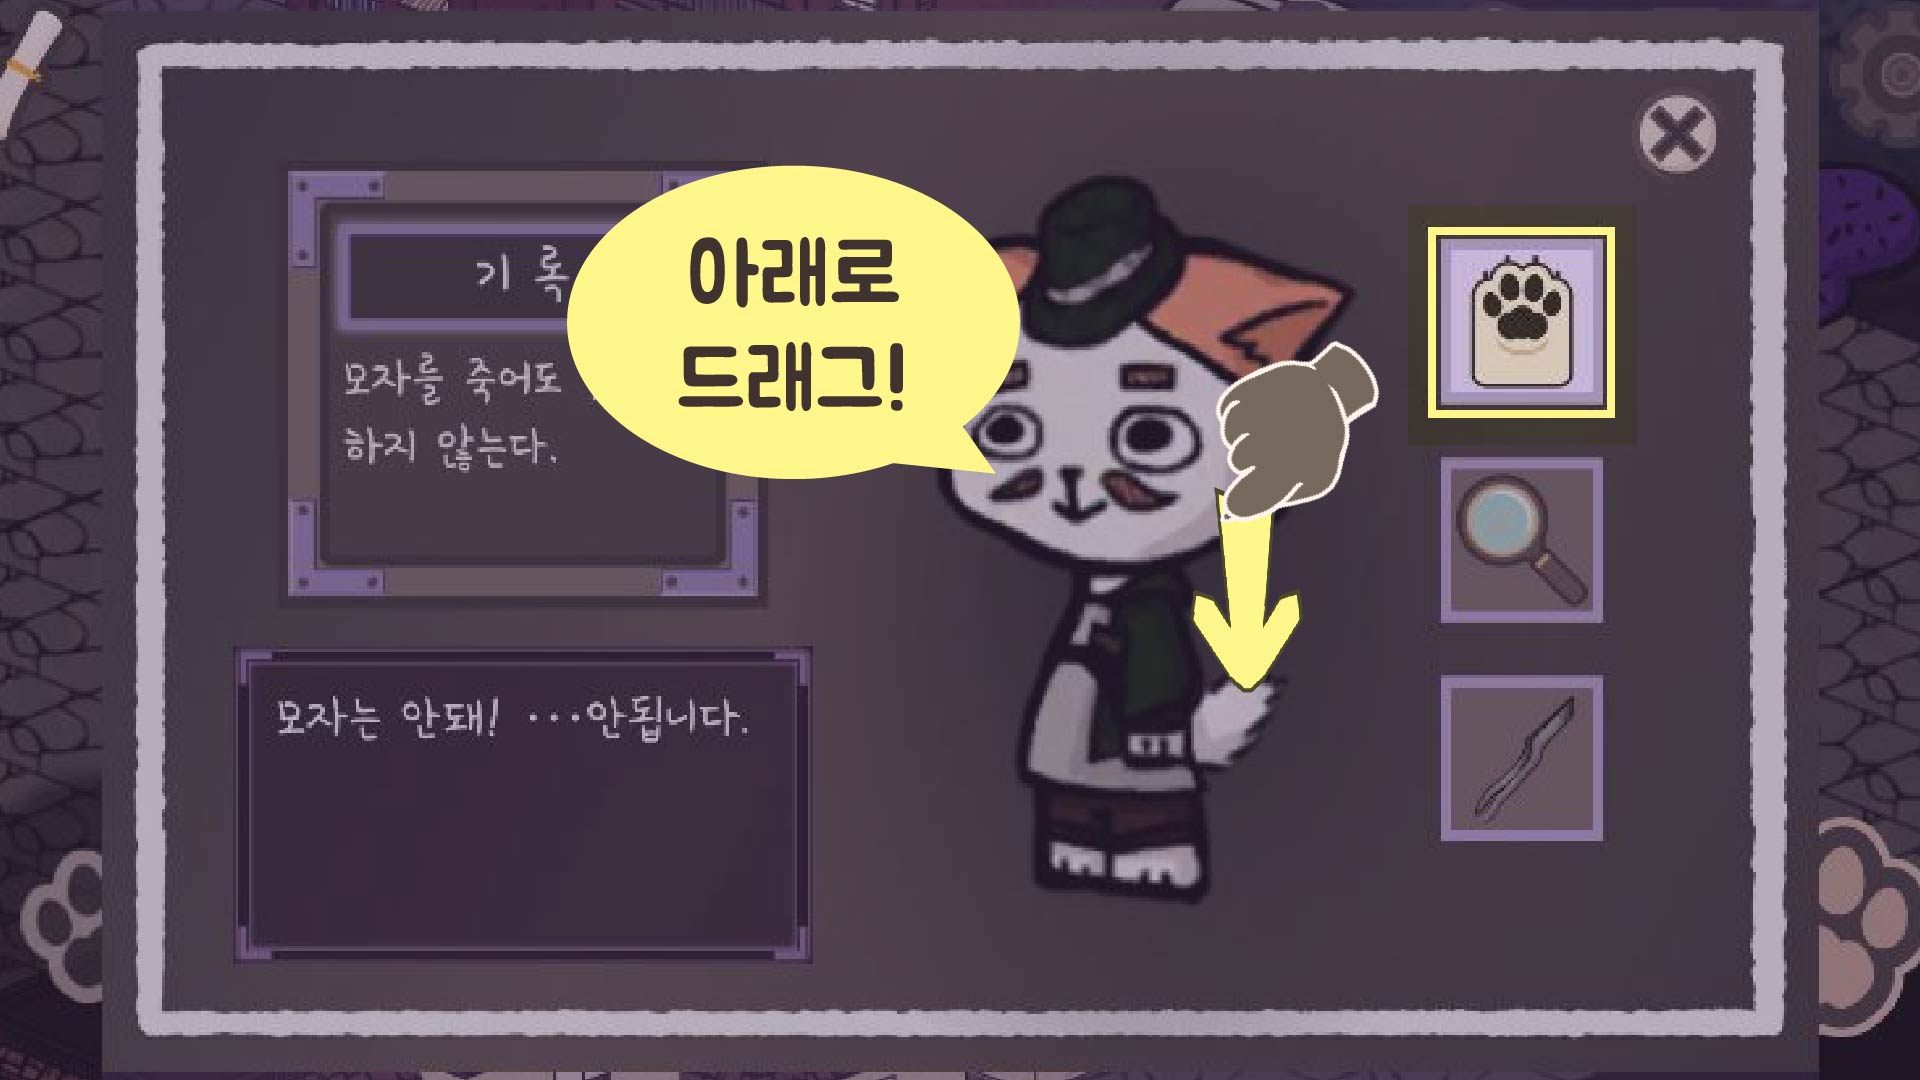 기 록
모자를 죽어도
하지 않는다.
아래로
드래그!
모자는 안돼! ···안됩니다.